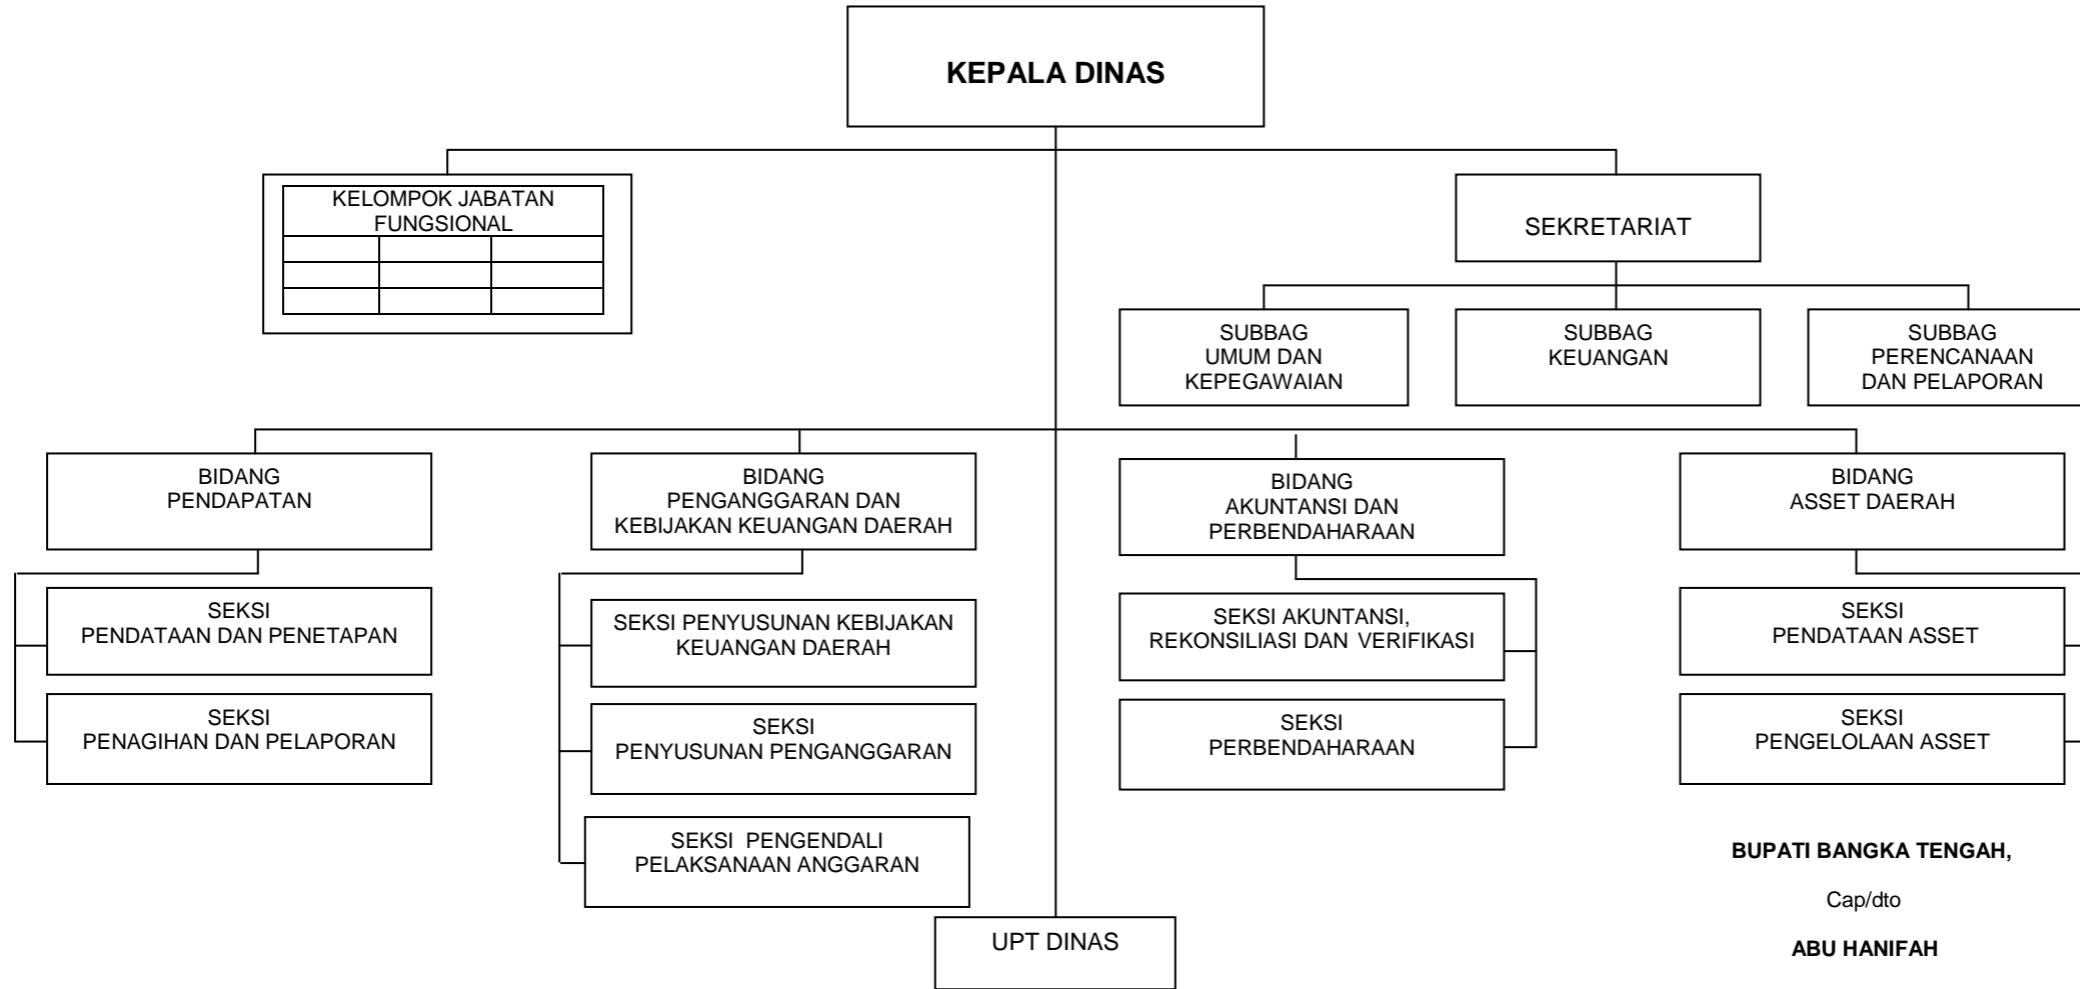 KEPALA DINAS
KELOMPOK JABATAN
FUNGSIONAL
SEKRETARIAT
SUBBAG
UMUM DAN
KEPEGAWAIAN
SUBBAG
KEUANGAN
SUBBAG
PERENCANAAN
DAN PELAPORAN
BIDANG
PENDAPATAN
BIDANG
PENGANGGARAN DAN
KEBIJAKAN KEUANGAN DAERAH
BIDANG
AKUNTANSI DAN
PERBENDAHARAAN
BIDANG
ASSET DAERAH
SEKSI
PENDATAAN DAN PENETAPAN
SEKSI PENYUSUNAN KEBIJAKAN
KEUANGAN DAERAH
SEKSI AKUNTANSI,
REKONSILIASI DAN VERIFIKASI
SEKSI
PENDATAAN ASSET
SEKSI
PENAGIHAN DAN PELAPORAN
SEKSI
PENYUSUNAN PENGANGGARAN
SEKSI
PERBENDAHARAAN
SEKSI
PENGELOLAAN ASSET
SEKSI PENGENDALI
PELAKSANAAN ANGGARAN
UPT DINAS
BUPATI BANGKA TENGAH,
Cap/dto
ABU HANIFAH